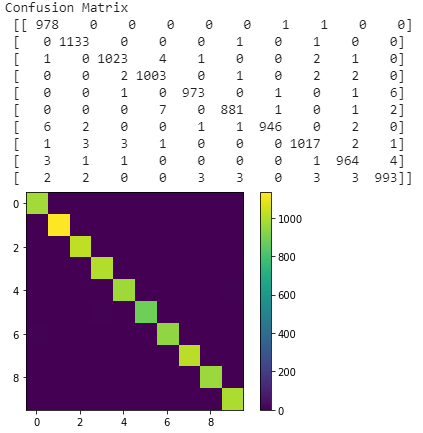 Confusion Matrix
[[ 978 0 0 0 0 0 1 1 0 0]
[ 0 1133 0 0 0 1 0 1 0 0]
[ 1 0 1023 4 1 0 0 2 1 0]
[ 0 0 2 1003 0 1 0 2 2 0]
[ 0 0 1 0 973 0 1 0 1 6]
[ 0 0 0 7 0 881 1 0 1 2]
[ 6 2 0 0 1 1 946 0 2 0]
[ 1 3 3 1 0 0 0 1017 2 1]
[ 3 1 1 0 0 0 0 1 964 4]
[ 2 2 0 0 3 3 0 3 3 993]]
0
2
4
6
8
0 2 4 6 8
1000
800
600
400
200
0